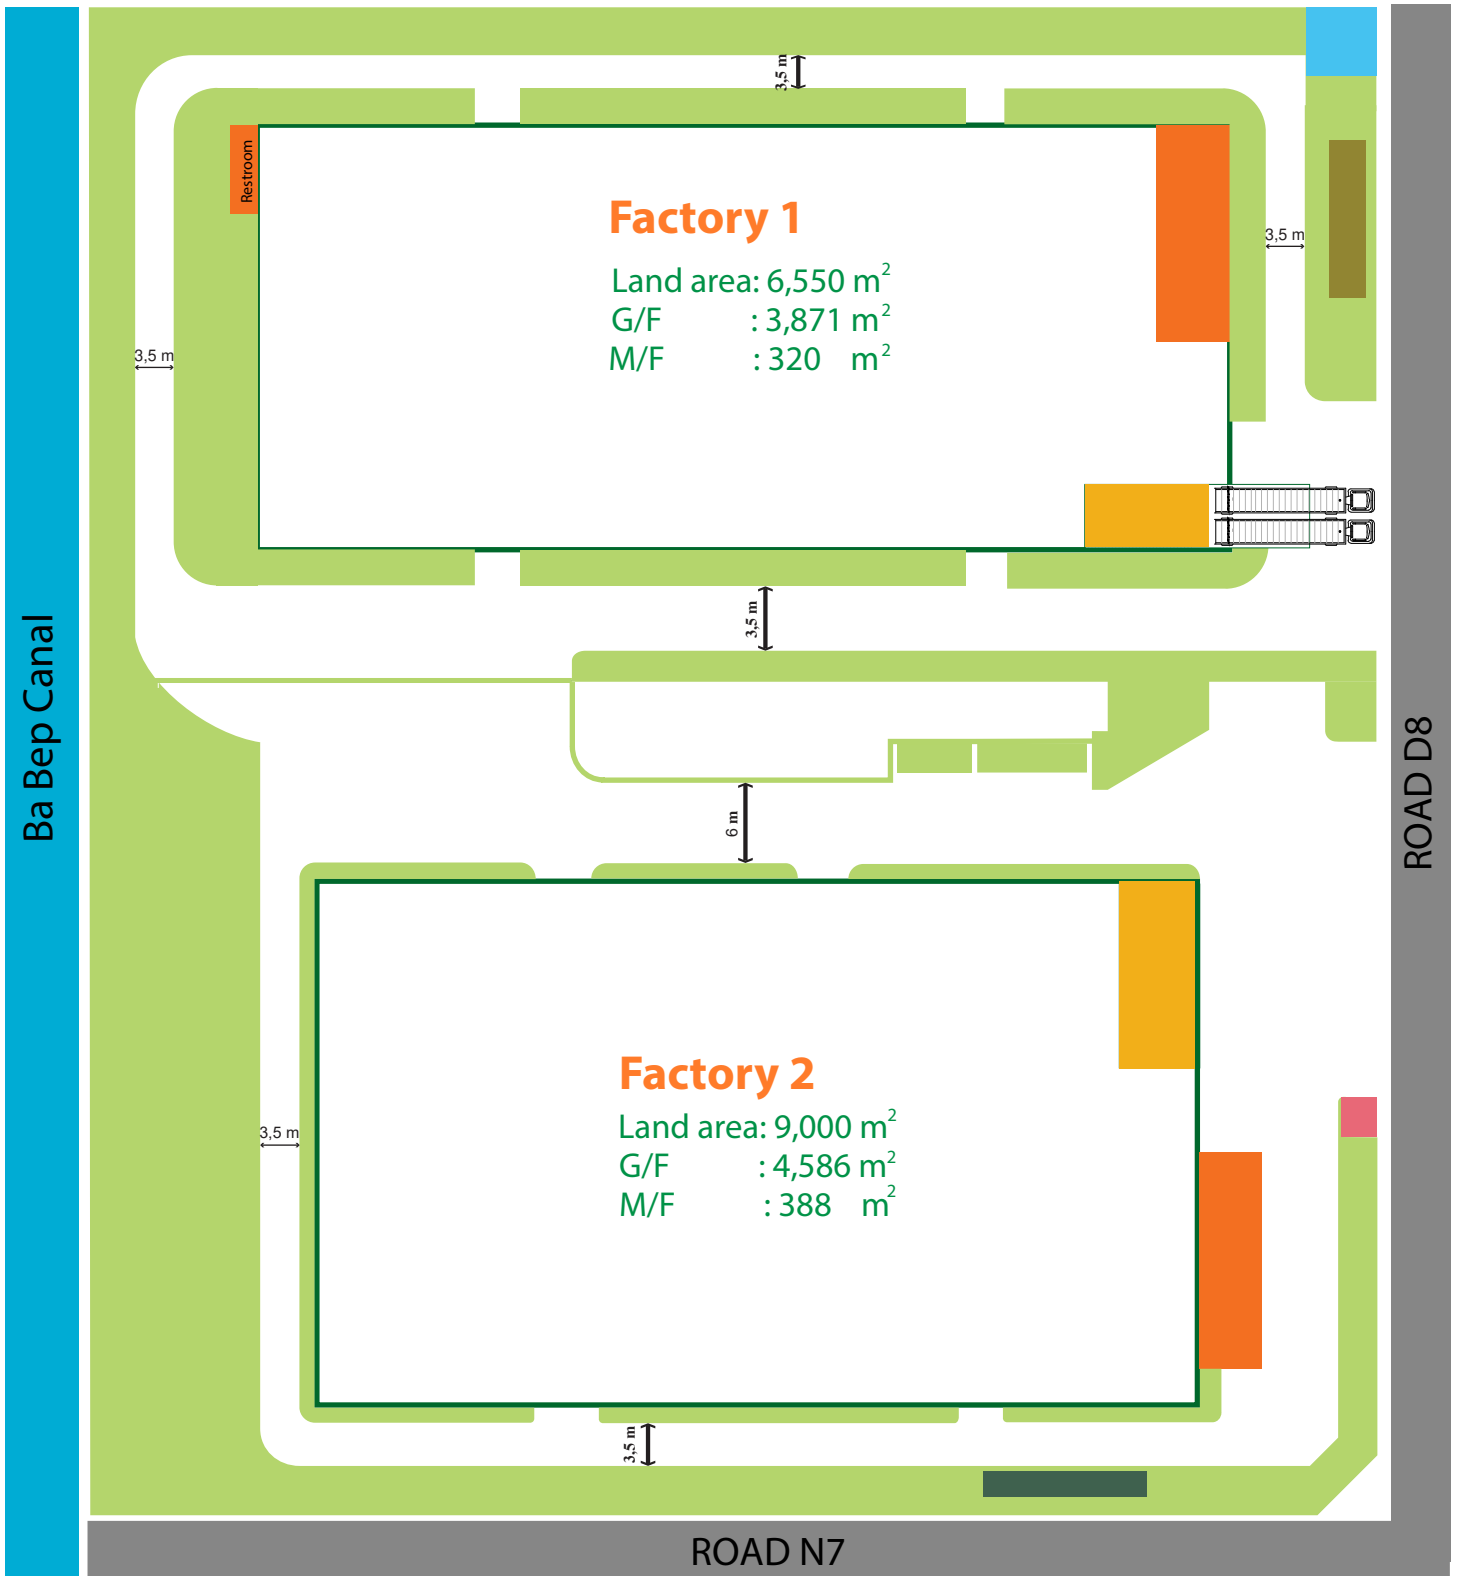 3,5 m
Restroom
Factory 1
3,5 m
Land area: 6,550 m²
G/F : 3,871 m²
M/F : 320 m²
3,5 m
3,5 m
Ba Bep Canal
ROAD D8
6 m
Factory 2
Land area: 9,000 m²
3,5 m
G/F : 4,586 m²
M/F : 388 m²
3,5 m
ROAD N7